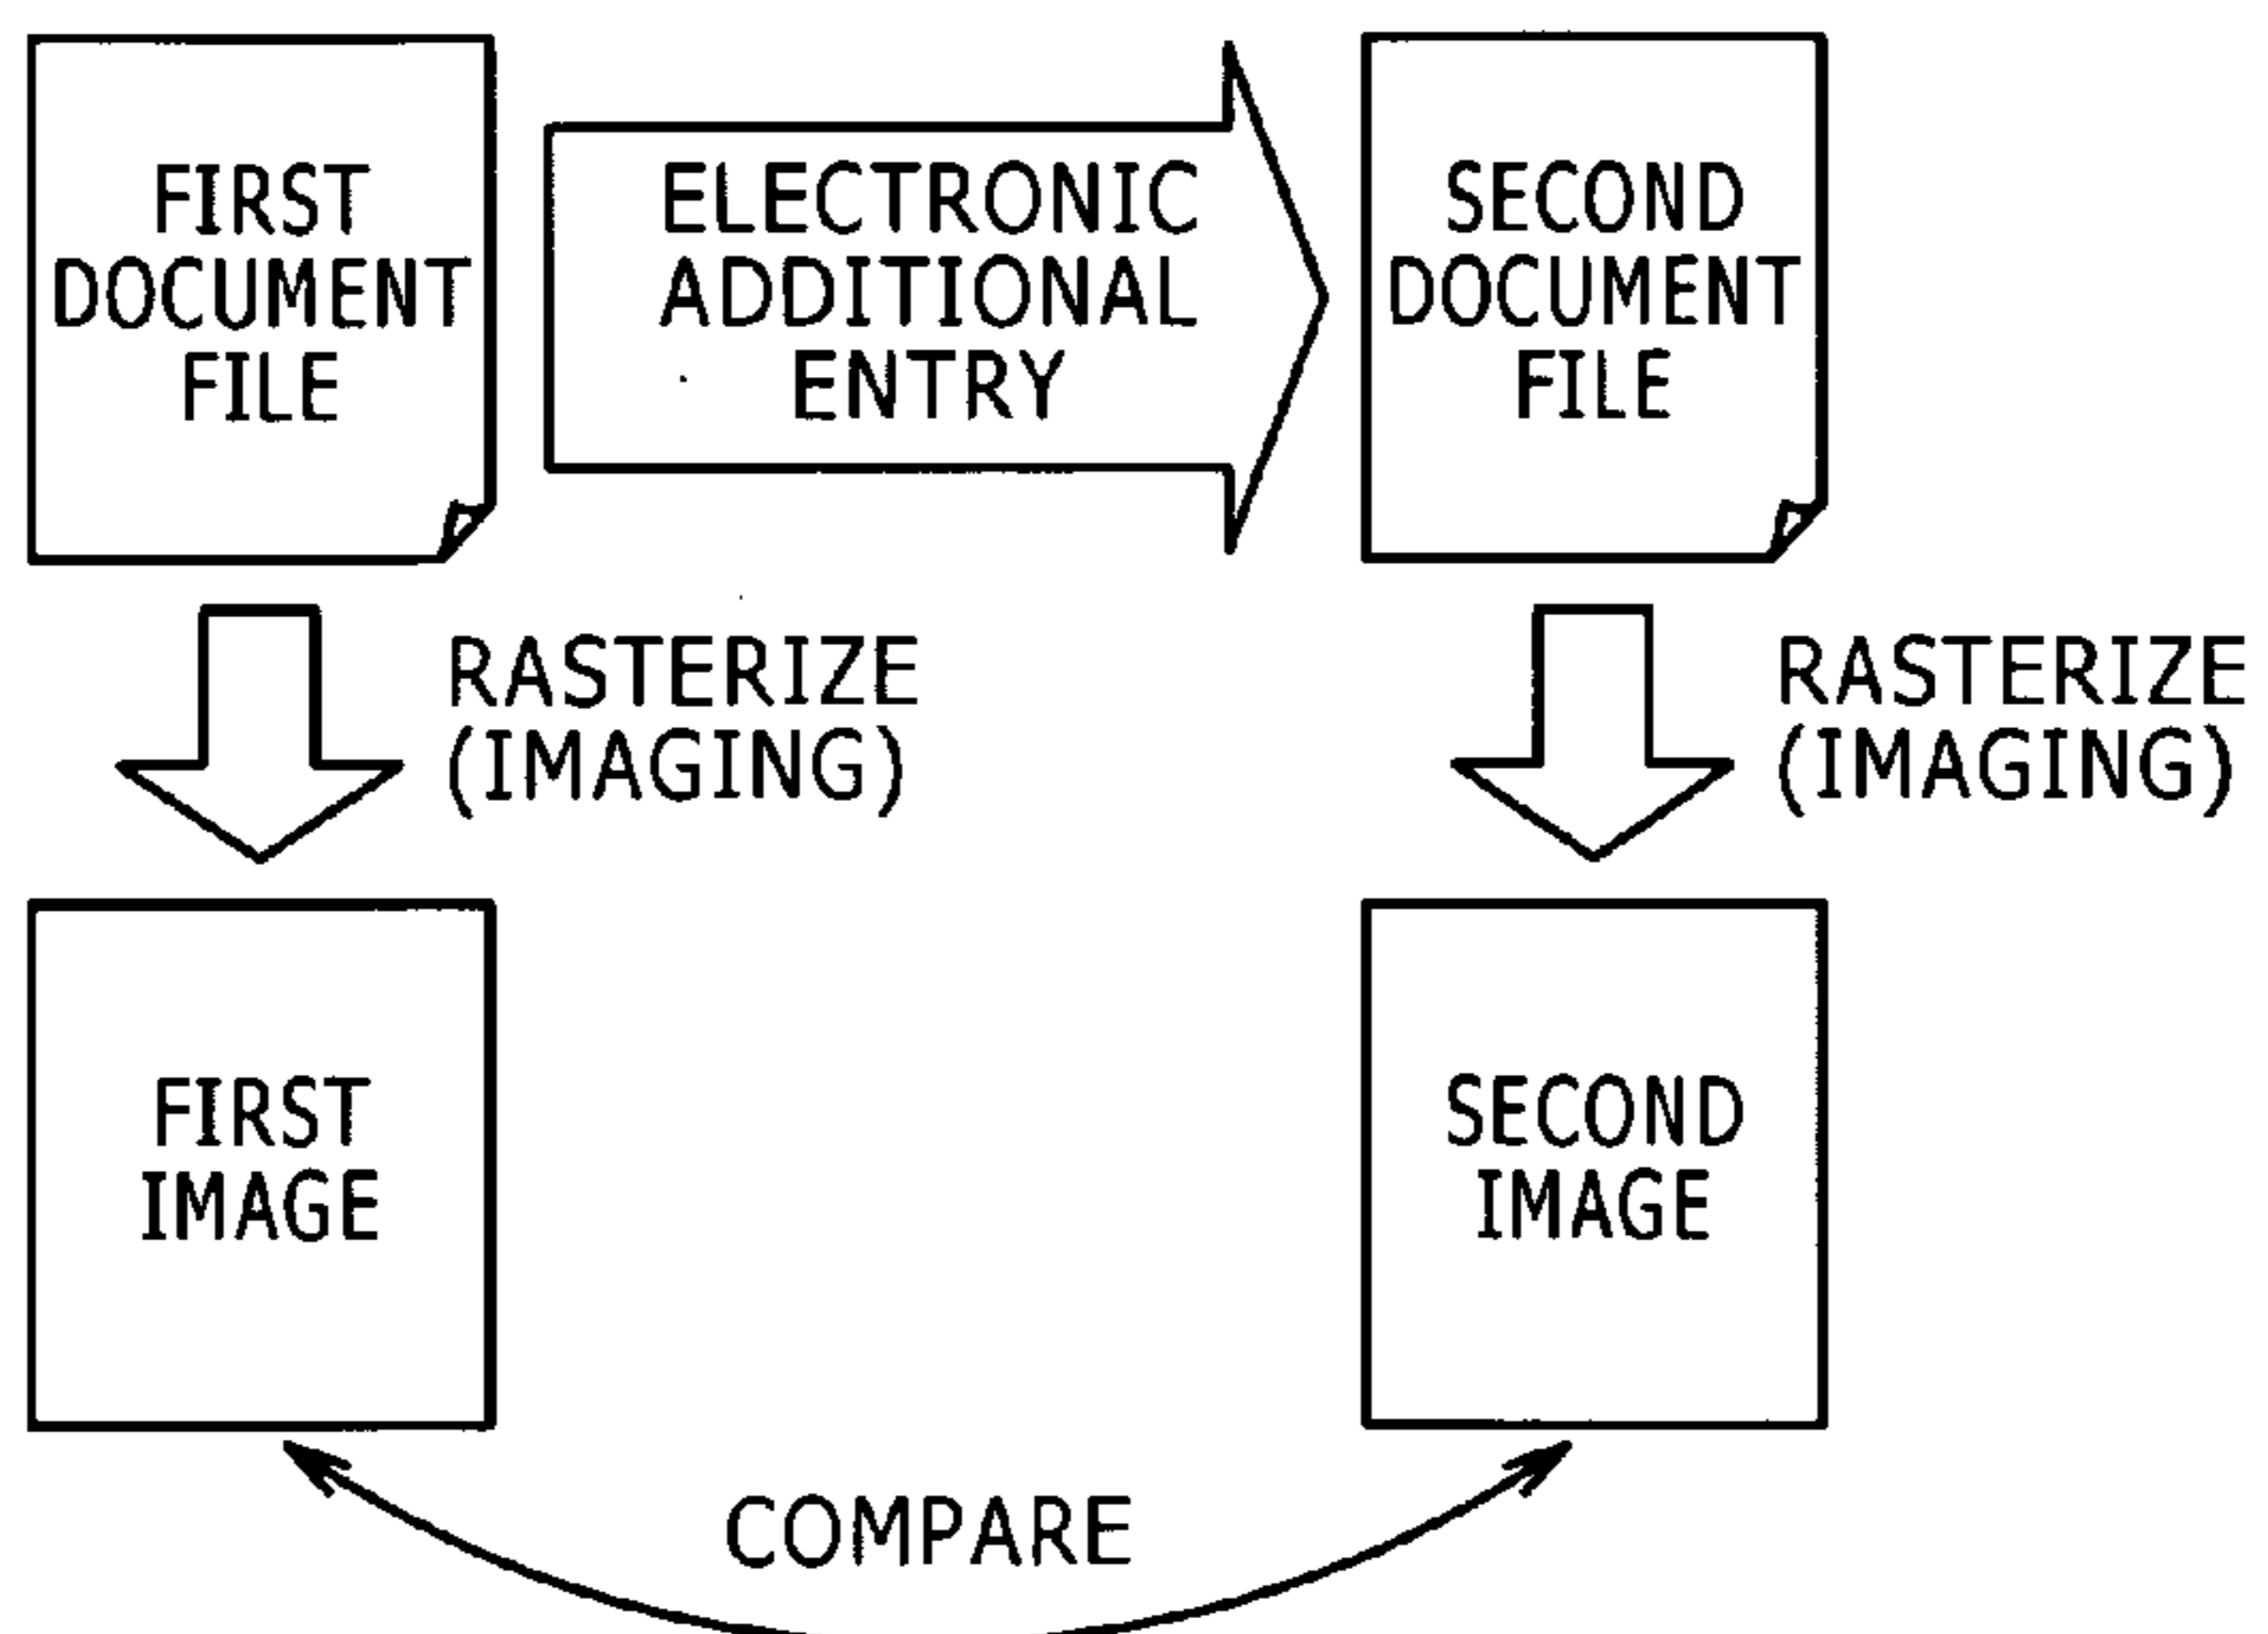 FIRST
DOCUMENT
FILE
ELECTRONIC
ADDITIONAL
ENTRY
SECOND
DOCUMENT
FILE
RASTERIZE
(IMAGING)
RASTERIZE
(IMAGING)
FIRST
IMAGE
SECOND
IMAGE
COMPARE